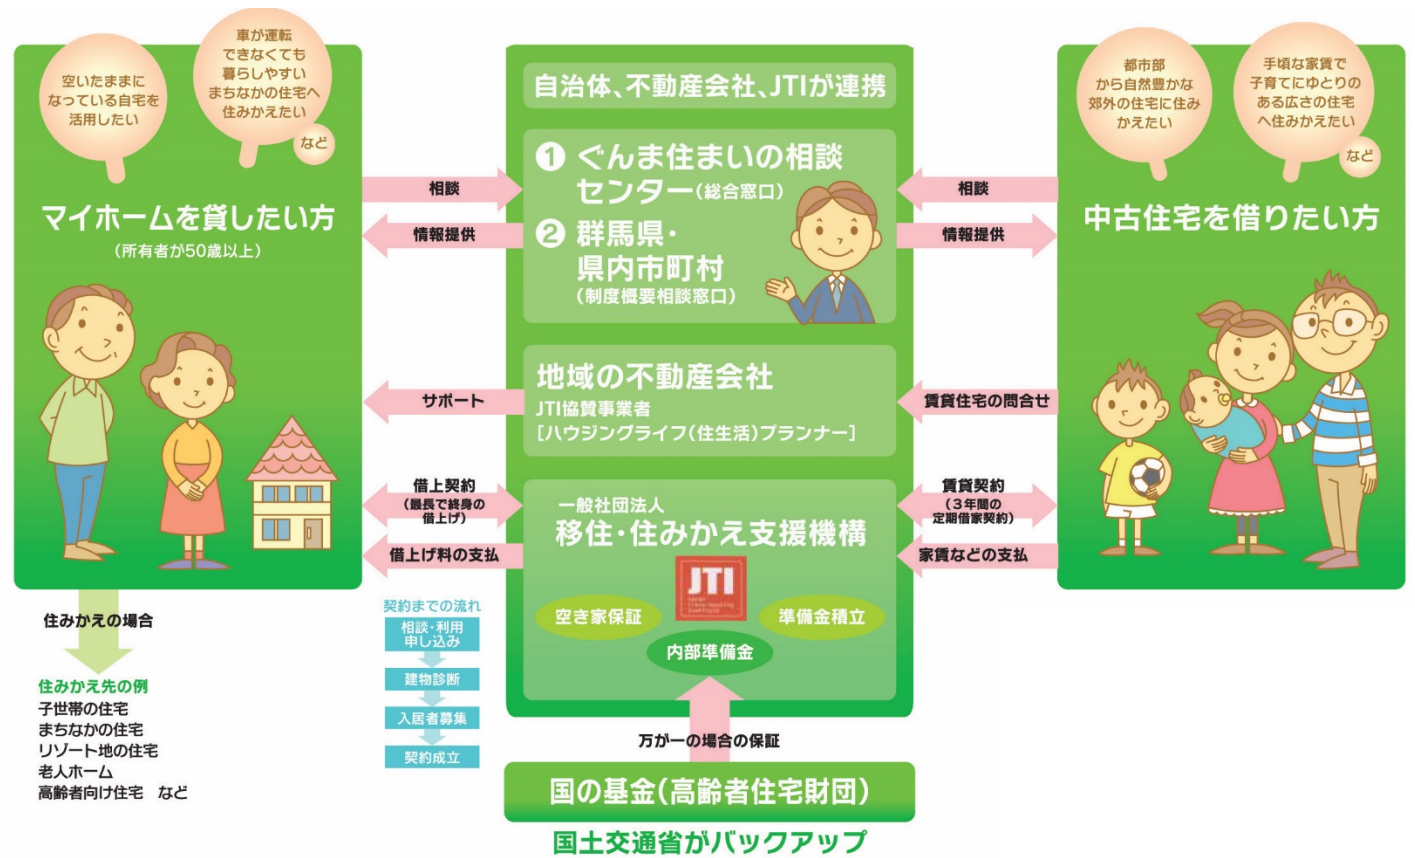 空いたままに
なっている自宅を
活用したい
車が運転
できなくても
暮らしやすい
まちなかの住宅へ
住みかえたい
など
マイホームを貸したい方
(所有者が50歳以上)
相談
情報提供
サポート
借上契約
(最長で終身の
借上げ)
借上げ料の支払
自治体、不動産会社、JTIが連携
❶ ぐんま住まいの相談
センター(総合窓口)
❷ 群馬県・
県内市町村
(制度概要相談窓口)
地域の不動産会社
JTI協賛事業者
[ハウジングライフ(住生活)プランナー]
一般社団法人
移住・住みかえ支援機構
JTI
空き家保証
準備金積立
内部準備金
相談
情報提供
賃貸住宅の問合せ
賃貸契約
(3年間の
定期借家契約)
家賃などの支払
都市部
から自然豊かな
郊外の住宅に住み
かえたい
手頃な家賃で
子育てにゆとりの
ある広さの住宅
へ住みかえたい
など
中古住宅を借りたい方
住みかえの場合
住みかえ先の例
子世帯の住宅
まちなかの住宅
リゾート地の住宅
老人ホーム
高齢者向け住宅 など
契約までの流れ
相談・利用
申し込み
建物診断
入居者募集
契約成立
万が一の場合の保証
国の基金(高齢者住宅財団)
国土交通省がバックアップ